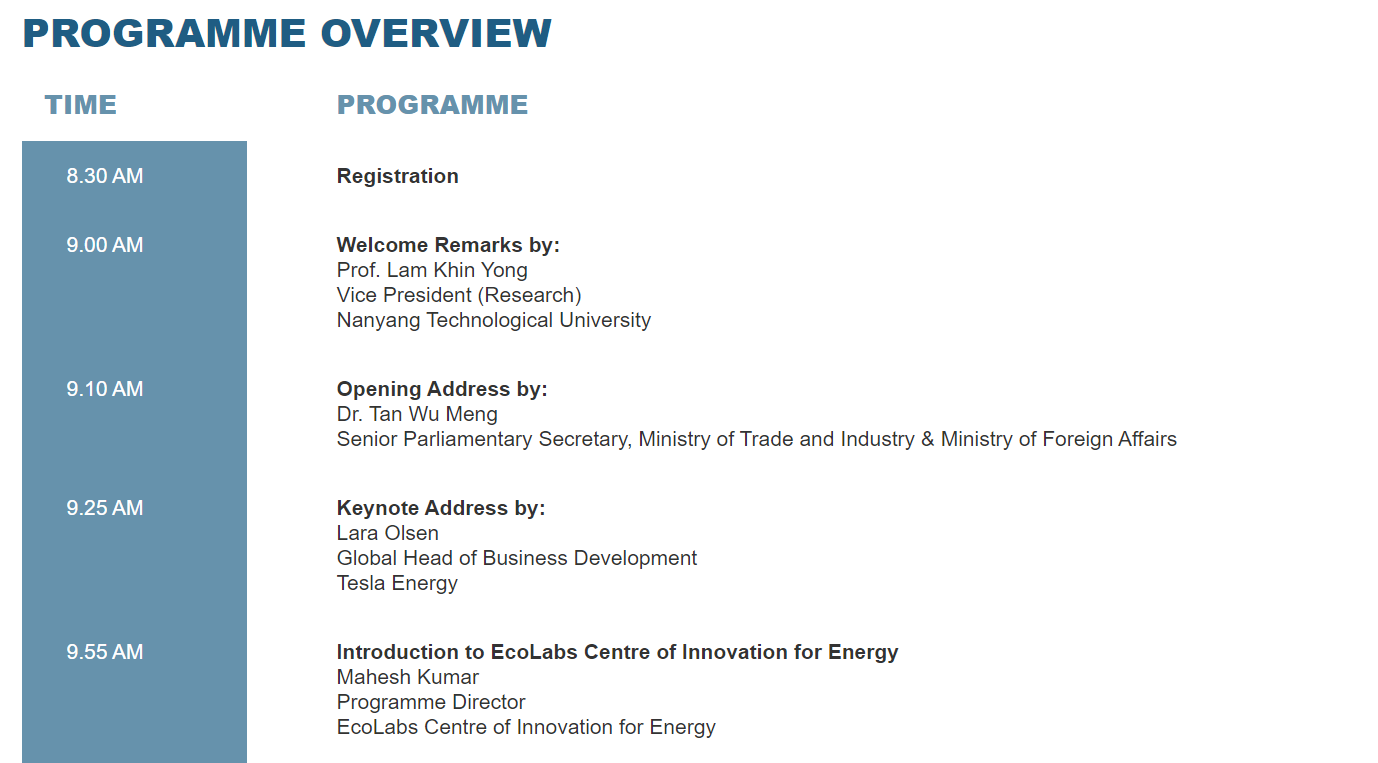 PROGRAMME OVERVIEW
TIME PROGRAMME
8.30 AM Registration
9.00 AM Welcome Remarks by:
Prof. Lam Khin Yong
Vice President (Research)
Nanyang Technological University
9.10 AM Opening Address by:
Dr. Tan Wu Meng
Senior Parliamentary Secretary, Ministry of Trade and Industry & Ministry of Foreign Affairs
9.25 AM Keynote Address by:
Lara Olsen
Global Head of Business Development
Tesla Energy
9.55 AM Introduction to EcoLabs Centre of Innovation for Energy
Mahesh Kumar
Programme Director
EcoLabs Centre of Innovation for Energy